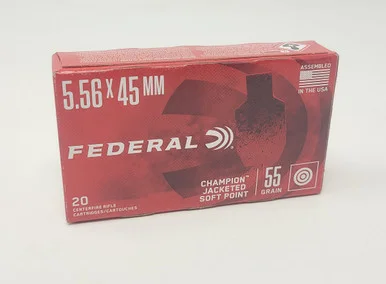 5.56 X 45 MM
ASSEMBLED
IN THE USA
FEDERAL
CHAMPION™
JACKETED
SOFT POINT
55
GRAIN
20
CENTERFIRE RIFLE
CARTRIDGES/CARTOUCHES